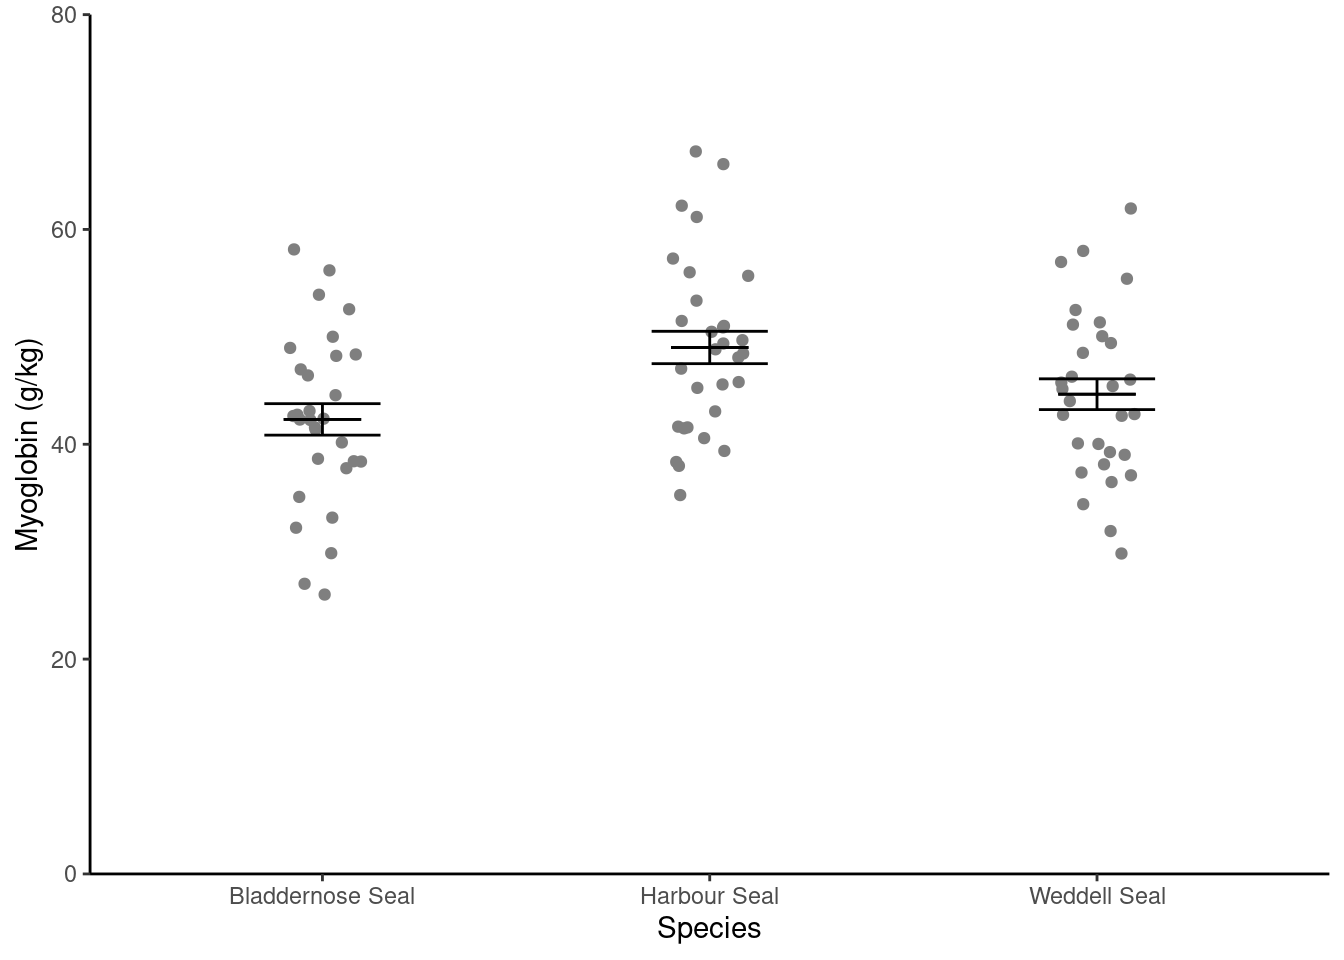 80
60
40
20
0
Myoglobin (g/kg)
Bladdernose Seal
Harbour Seal
Weddell Seal
Species